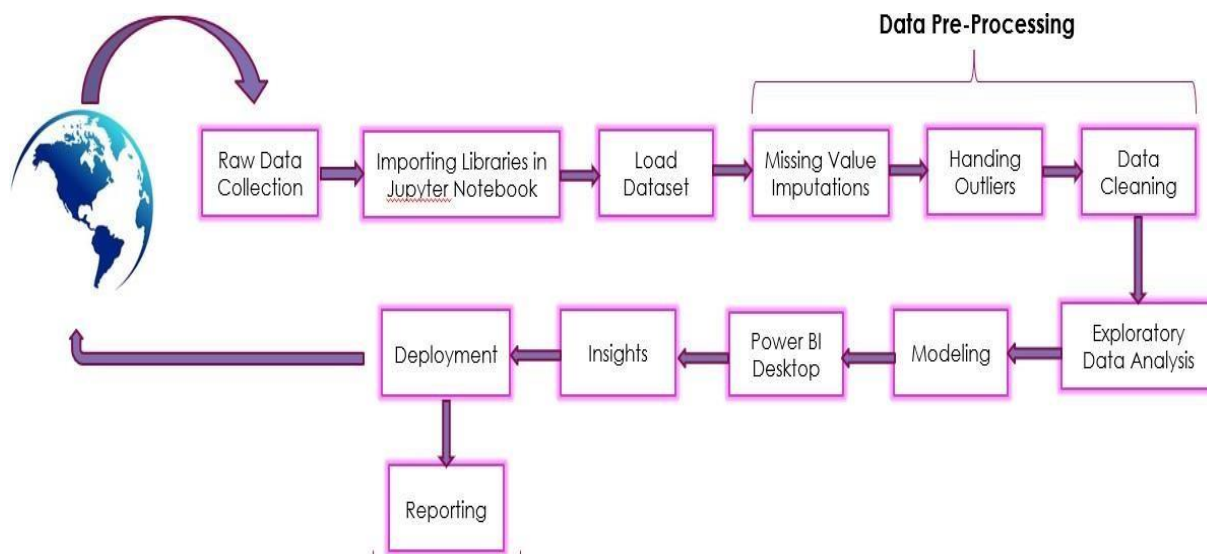 Data Pre-Processing
Raw Data
Collection
Importing Libraries in
Jupyter Notebook
Load
Dataset
Missing Value
Imputations
Handing
Outliers
Data
Cleaning
Exploratory
Data Analysis
Modeling
Power BI
Desktop
Insights
Deployment
Reporting